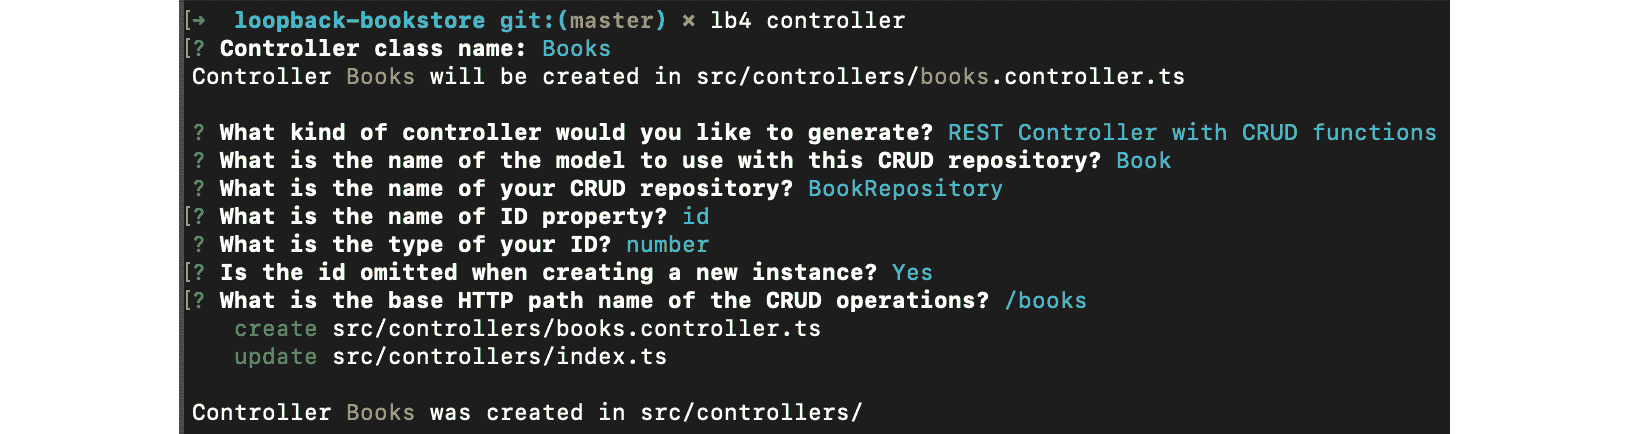 [➜  loopback-bookstore git:(master) × lb4 controller
[? Controller class name: Books
Controller Books will be created in src/controllers/books.controller.ts
? What kind of controller would you like to generate? REST Controller with CRUD functions
? What is the name of the model to use with this CRUD repository? Book
? What is the name of your CRUD repository? BookRepository
[? What is the name of ID property? id
? What is the type of your ID? number
[? Is the id omitted when creating a new instance? Yes
[? What is the base HTTP path name of the CRUD operations? /books
create src/controllers/books.controller.ts
update src/controllers/index.ts
Controller Books was created in src/controllers/